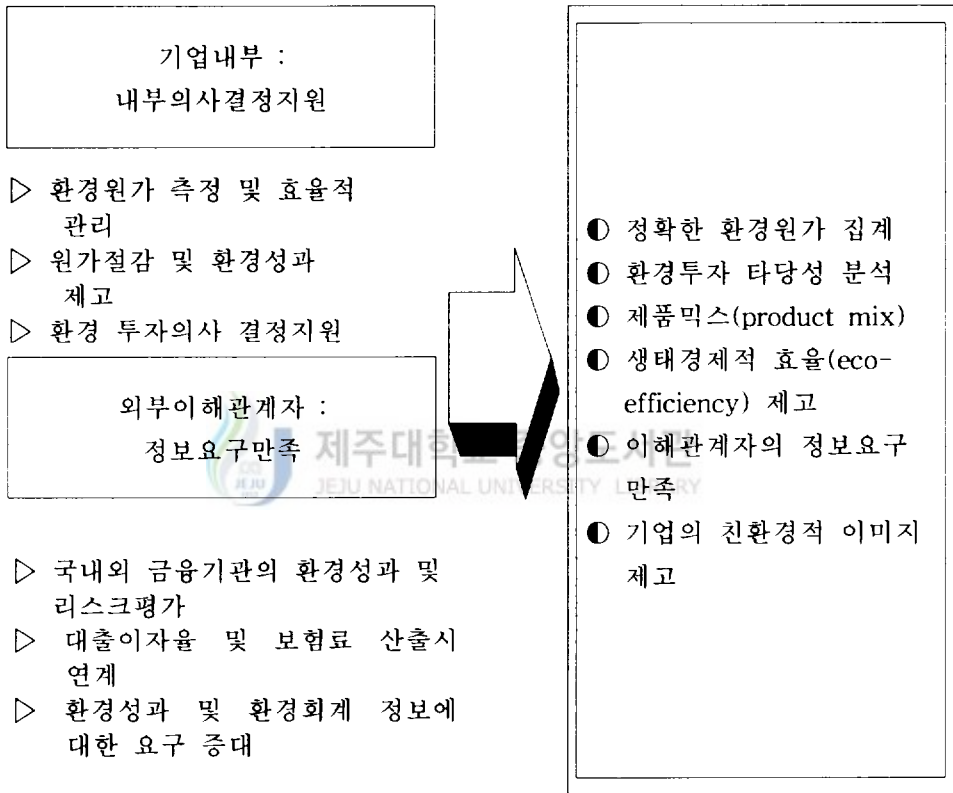 기업내부 :
내부의사결정지원
▷ 환경원가 측정 및 효율적
관리
▷ 원가절감 및 환경성과
제고
▷ 환경 투자의사 결정지원
외부이해관계자 :
정보요구만족
▷ 국내외 금융기관의 환경성과 및
리스크평가
▷ 대출이자율 및 보험료 산출시
연계
▷ 환경성과 및 환경회계 정보에
대한 요구 증대
◐ 정확한 환경원가 집계
◐ 환경투자 타당성 분석
◐ 제품믹스(product mix)
◐ 생태경제적 효율(eco-
efficiency) 제고
◐ 이해관계자의 정보요구
만족
◐ 기업의 친환경적 이미지
제고
제주대학교 중앙도서관
JEJU NATIONAL UNIVERSITY LIBRARY
JEJU